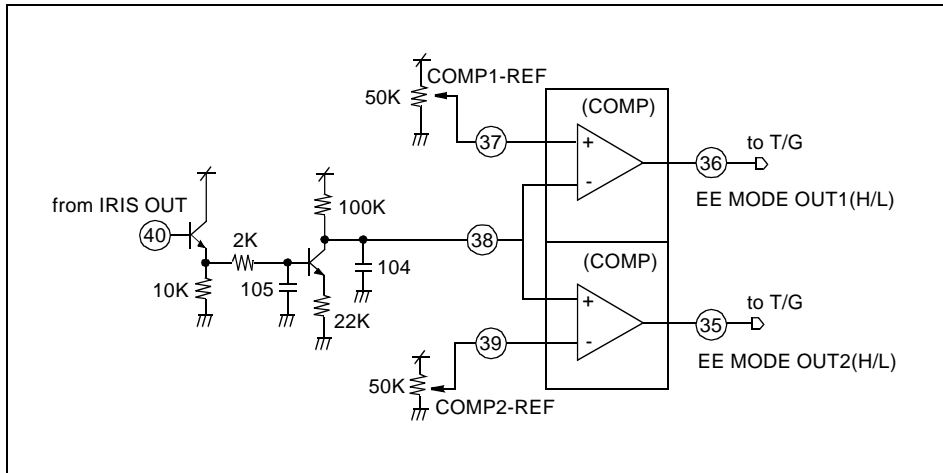 COMP1-REF
50K
(COMP)
37
+
-
36
to T/G
EE MODE OUT1(H/L)
from IRIS OUT
40
100K
2K
38
104
10K
105
22K
(COMP)
+
-
39
35
to T/G
EE MODE OUT2(H/L)
50K
COMP2-REF